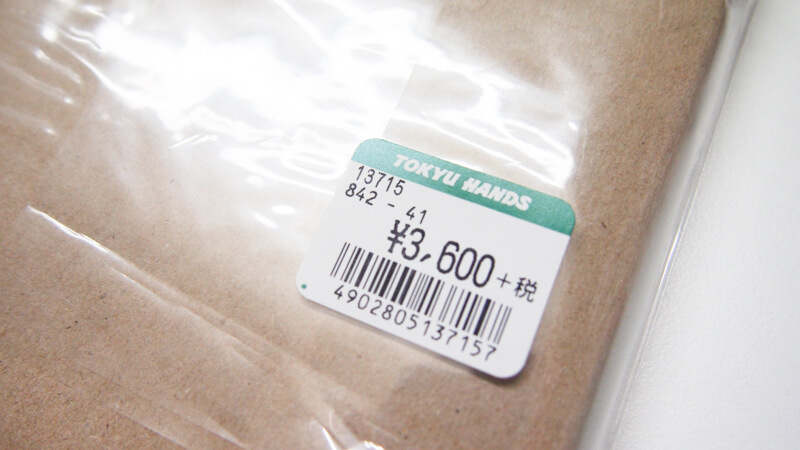 TOKYU HANDS
13715
842 - 41
¥3,600+税
4902805137157